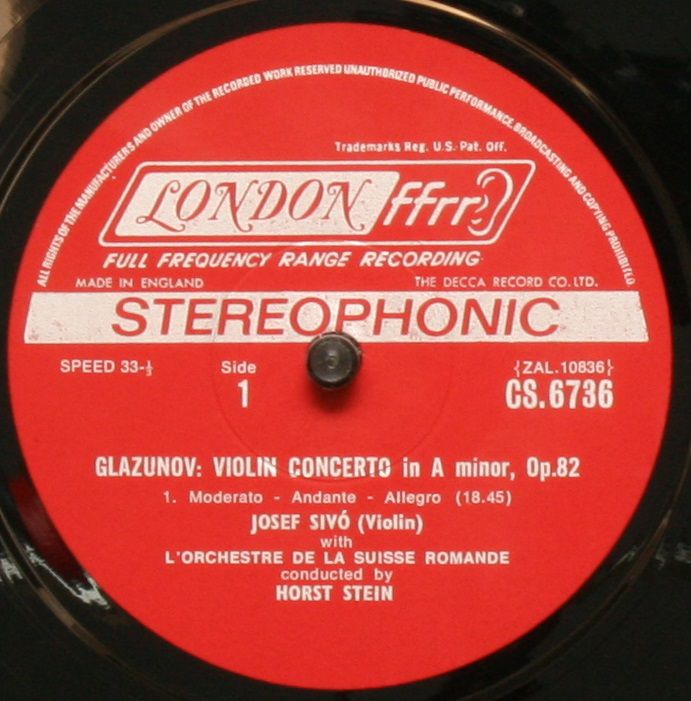 ALL RIGHTS OF THE MANUFACTURERS AND OWNER OF THE RECORDED WORK RESERVED UNAUTHORIZED PUBLIC PERFORMANCE, BROADCASTING AND COPYING PROHIBITED
Trademarks Reg. U.S. Pat. Off.
LONDON ffrr
FULL FREQUENCY RANGE RECORDING
MADE IN ENGLAND THE DECCA RECORD CO. LTD.
STEREOPHONIC
SPEED 33-⅓ Side {ZAL.10836}
1 CS.6736
GLAZUNOV: VIOLIN CONCERTO in A minor, Op.82
1. Moderato - Andante - Allegro (18.45)
JOSEF SIVÓ (Violin)
with
L'ORCHESTRE DE LA SUISSE ROMANDE
conducted by
HORST STEIN